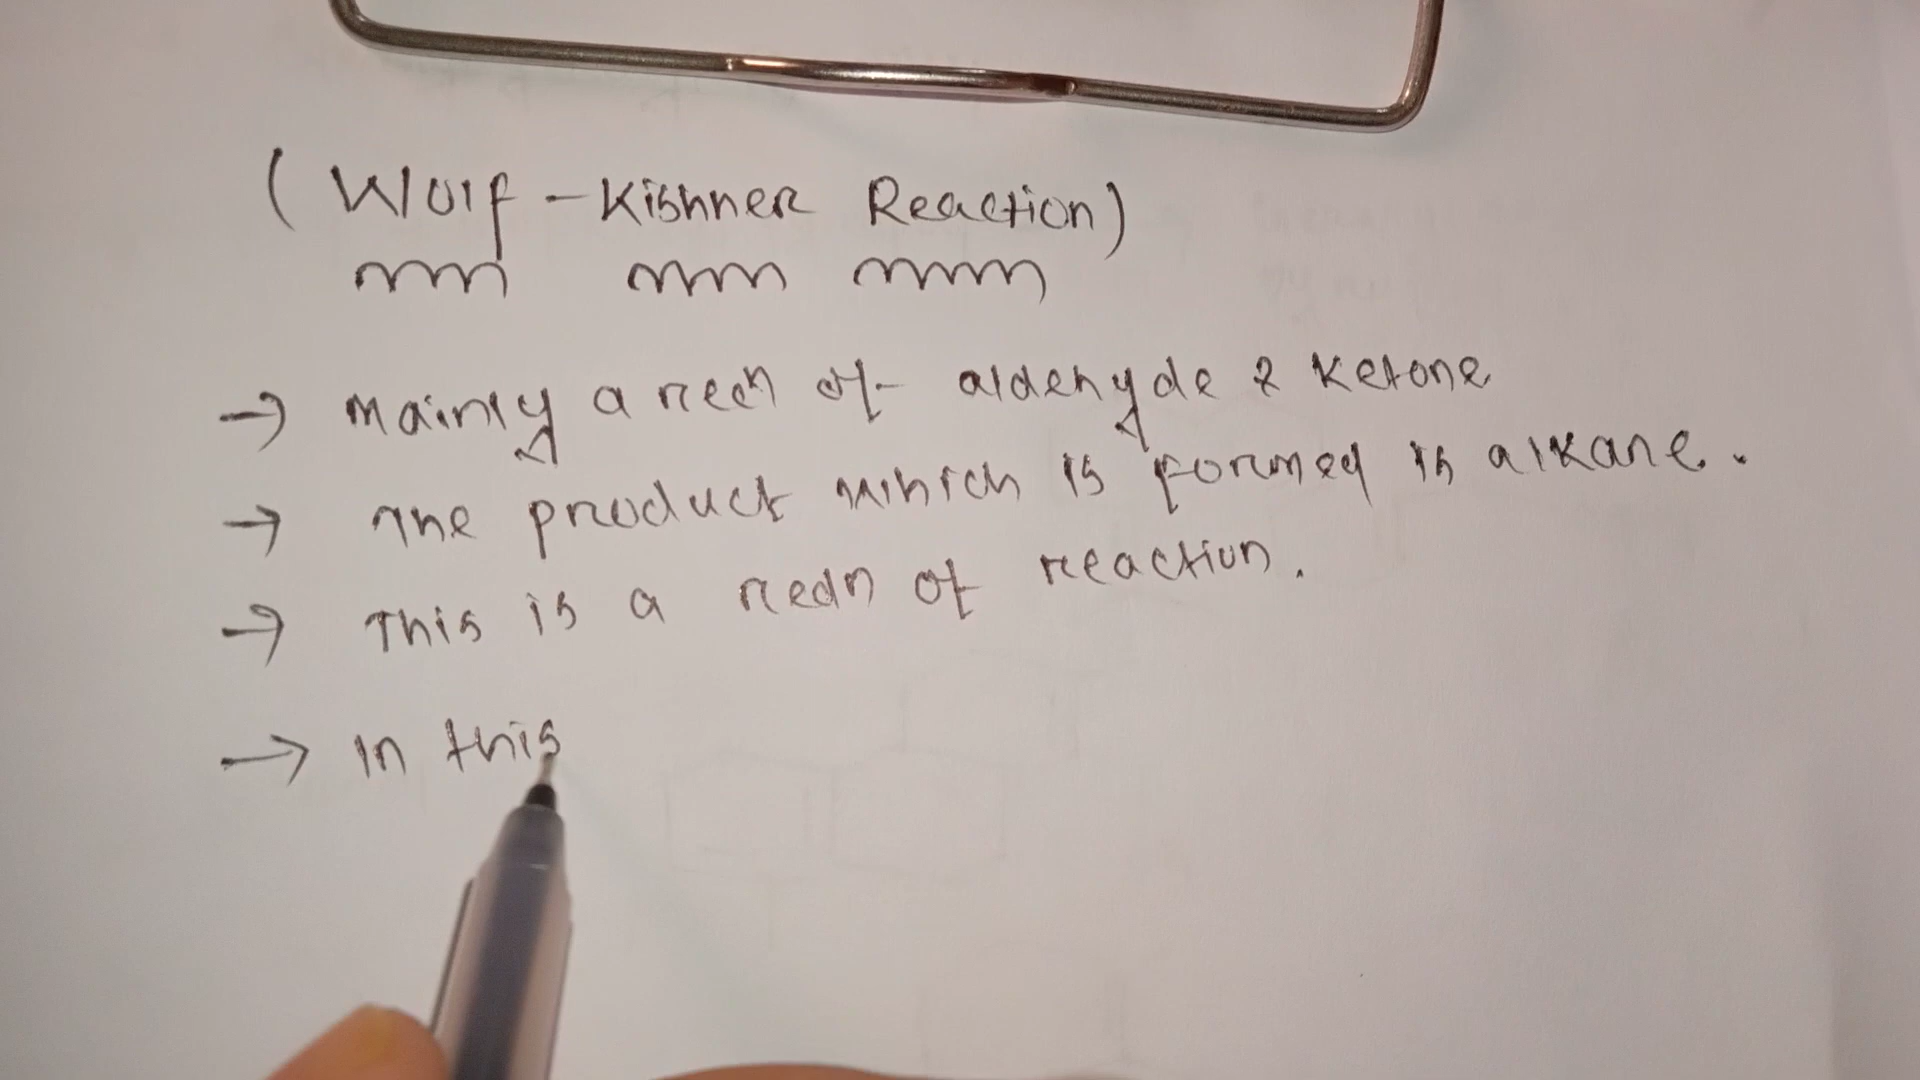 (Wolf - Kishner Reaction)
→ Mainly a recn of aldehyde & Ketone
→ The product which is formed is alkane.
→ This is a redn of reaction.
→ In this